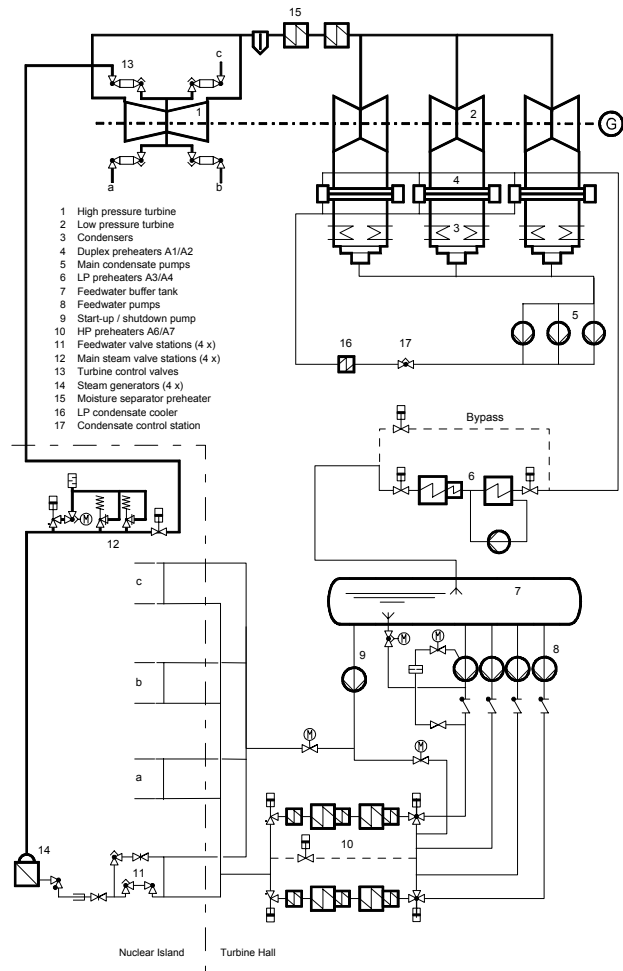 15
c
13
1
2
G
a
b
4
1 High pressure turbine
2 Low pressure turbine
3 Condensers
4 Duplex preheaters A1/A2
5 Main condensate pumps
6 LP preheaters A3/A4
7 Feedwater buffer tank
8 Feedwater pumps
9 Start-up / shutdown pump
10 HP preheaters A6/A7
11 Feedwater valve stations (4 x)
12 Main steam valve stations (4 x)
13 Turbine control valves
14 Steam generators (4 x)
15 Moisture separator preheater
16 LP condensate cooler
17 Condensate control station
3
5
16
17
Bypass
6
M
12
c
7
M
M
9
8
b
M
M
a
10
14
11
Nuclear Island
Turbine Hall